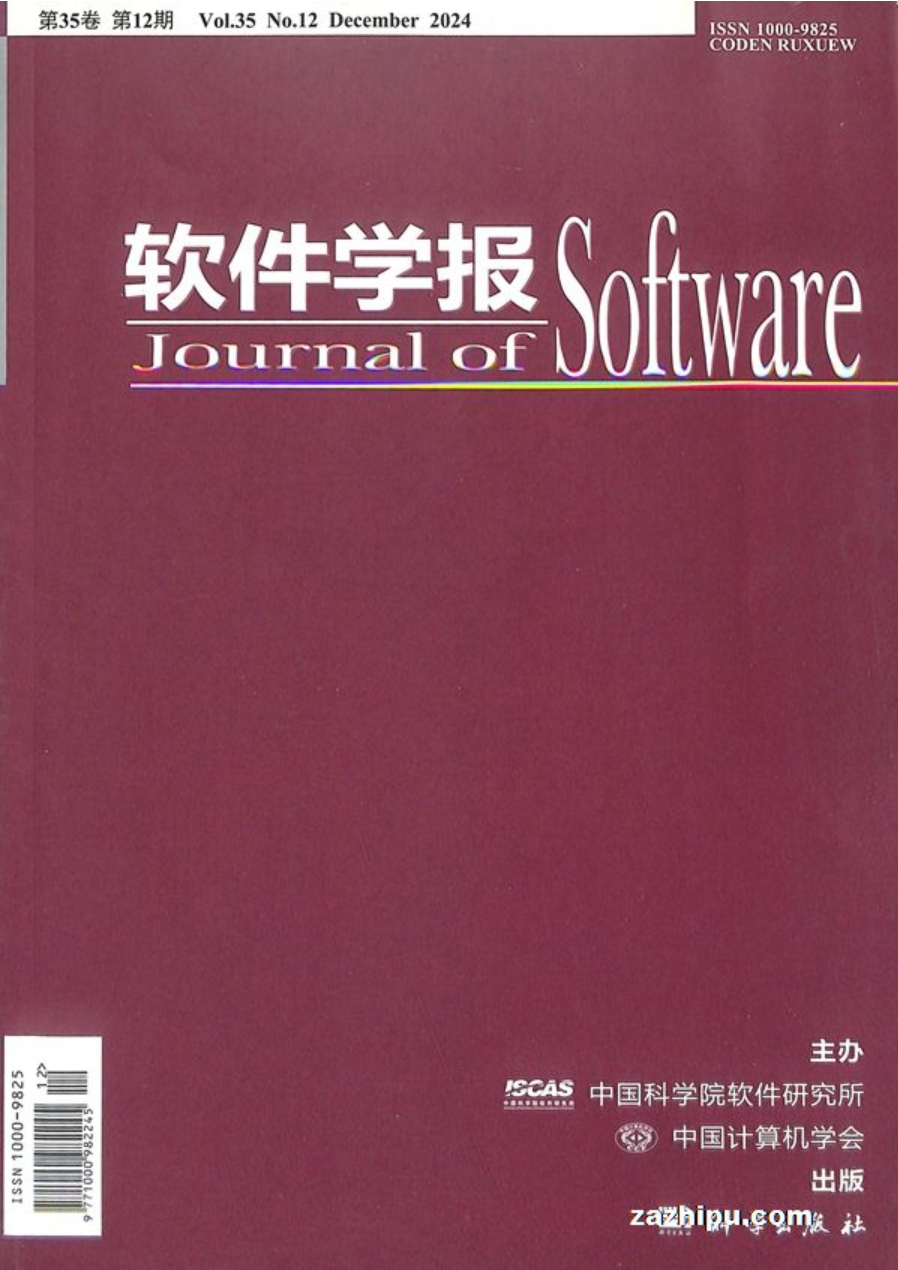 第35卷 第12期 Vol.35 No.12 December 2024
ISSN 1000-9825
CODEN RUXUEW
软件学报
Journal of Software
主办
ISCAS 中国科学院软件研究所
中国计算机学会
出版
科学出版社
zazhipu.com
ISSN 1000-9825
12>
9 771000 982245